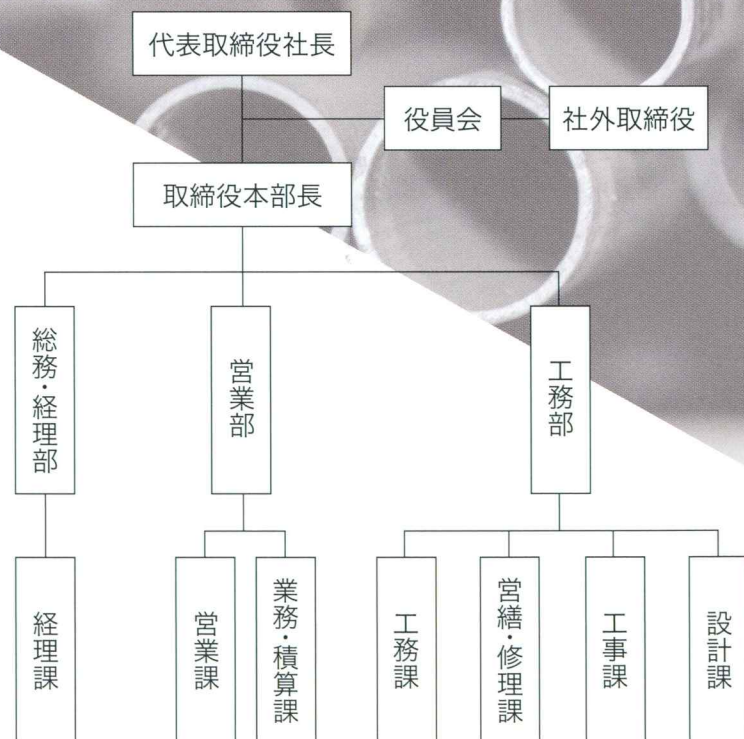 代表取締役社長
役員会
社外取締役
取締役本部長
総務・経理部
営業部
工務部
経理課
営業課
業務・積算課
工務課
営繕・修理課
工事課
設計課